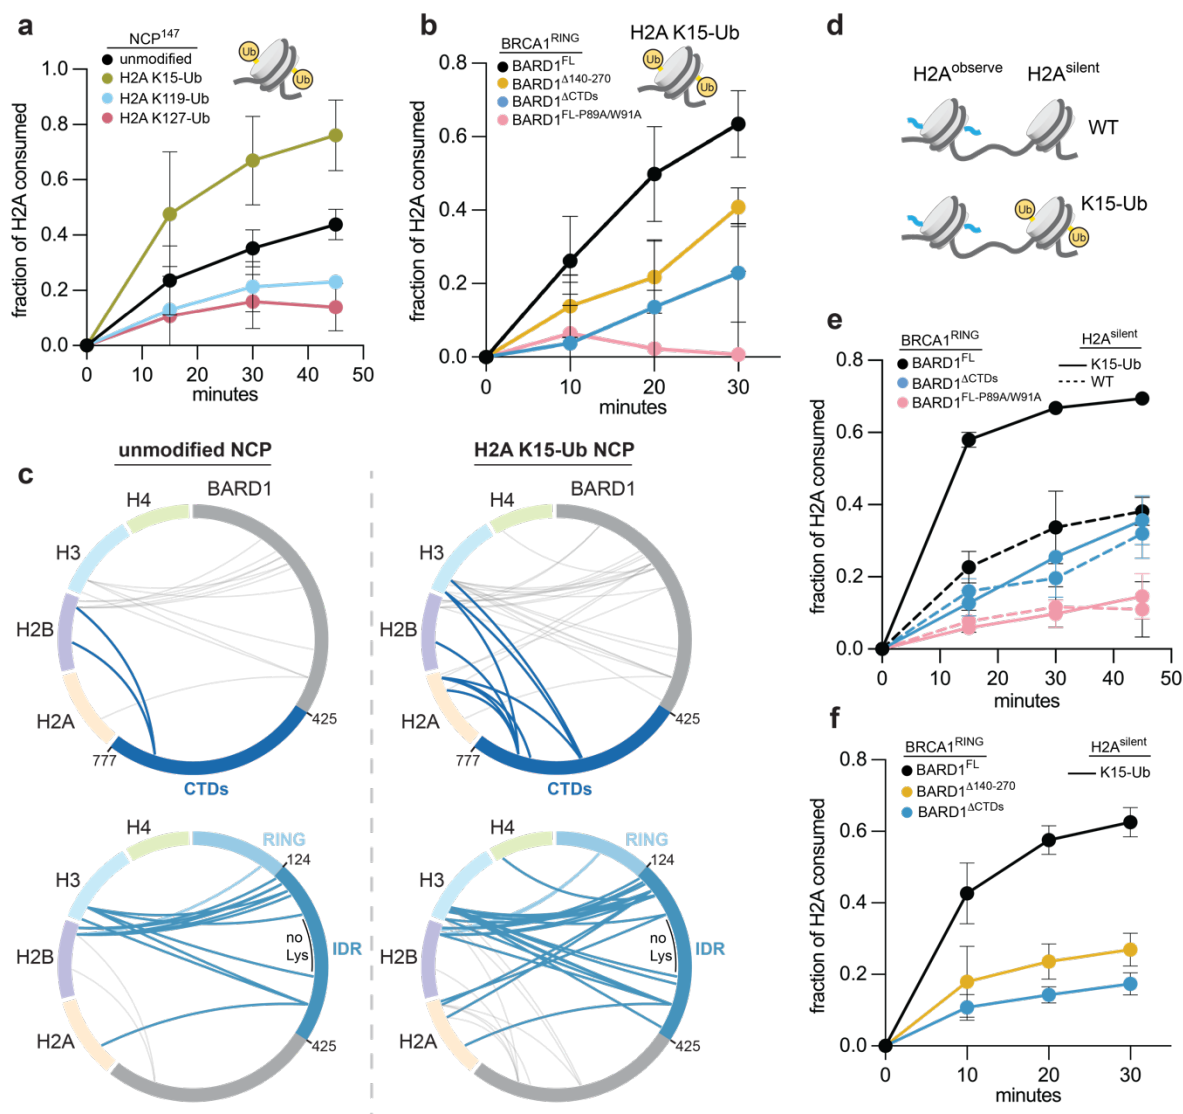 a
NCP147
unmodified
H2A K15-Ub
H2A K119-Ub
H2A K127-Ub
Ub
Ub
fraction of H2A consumed
1.0
0.8
0.6
0.4
0.2
0.0
0 10 20 30 40 50
minutes
b
BRCA1RING
BARD1FL
BARD1Δ140-270
BARD1ΔCTDs
BARD1FL-P89A/W91A
H2A K15-Ub
Ub
Ub
fraction of H2A consumed
0.8
0.6
0.4
0.2
0.0
0 10 20 30
minutes
c
unmodified NCP
H4
BARD1
H3
H2B
H2A
425
777
CTDs
H2A K15-Ub NCP
H4
BARD1
H3
H2B
H2A
425
777
CTDs
H4
RING
124
H3
no
Lys
IDR
H2B
H2A
425
H4
RING
124
H3
no
Lys
IDR
H2B
H2A
425
d
H2Aobserve H2Asilent
WT
K15-Ub
Ub
Ub
e
BRCA1RING
BARD1FL
BARD1ΔCTDs
BARD1FL-P89A/W91A
H2Asilent
K15-Ub
WT
fraction of H2A consumed
0.8
0.6
0.4
0.2
0.0
0 10 20 30 40 50
minutes
f
BRCA1RING
BARD1FL
BARD1Δ140-270
BARD1ΔCTDs
H2Asilent
K15-Ub
fraction of H2A consumed
0.8
0.6
0.4
0.2
0.0
0 10 20 30
minutes